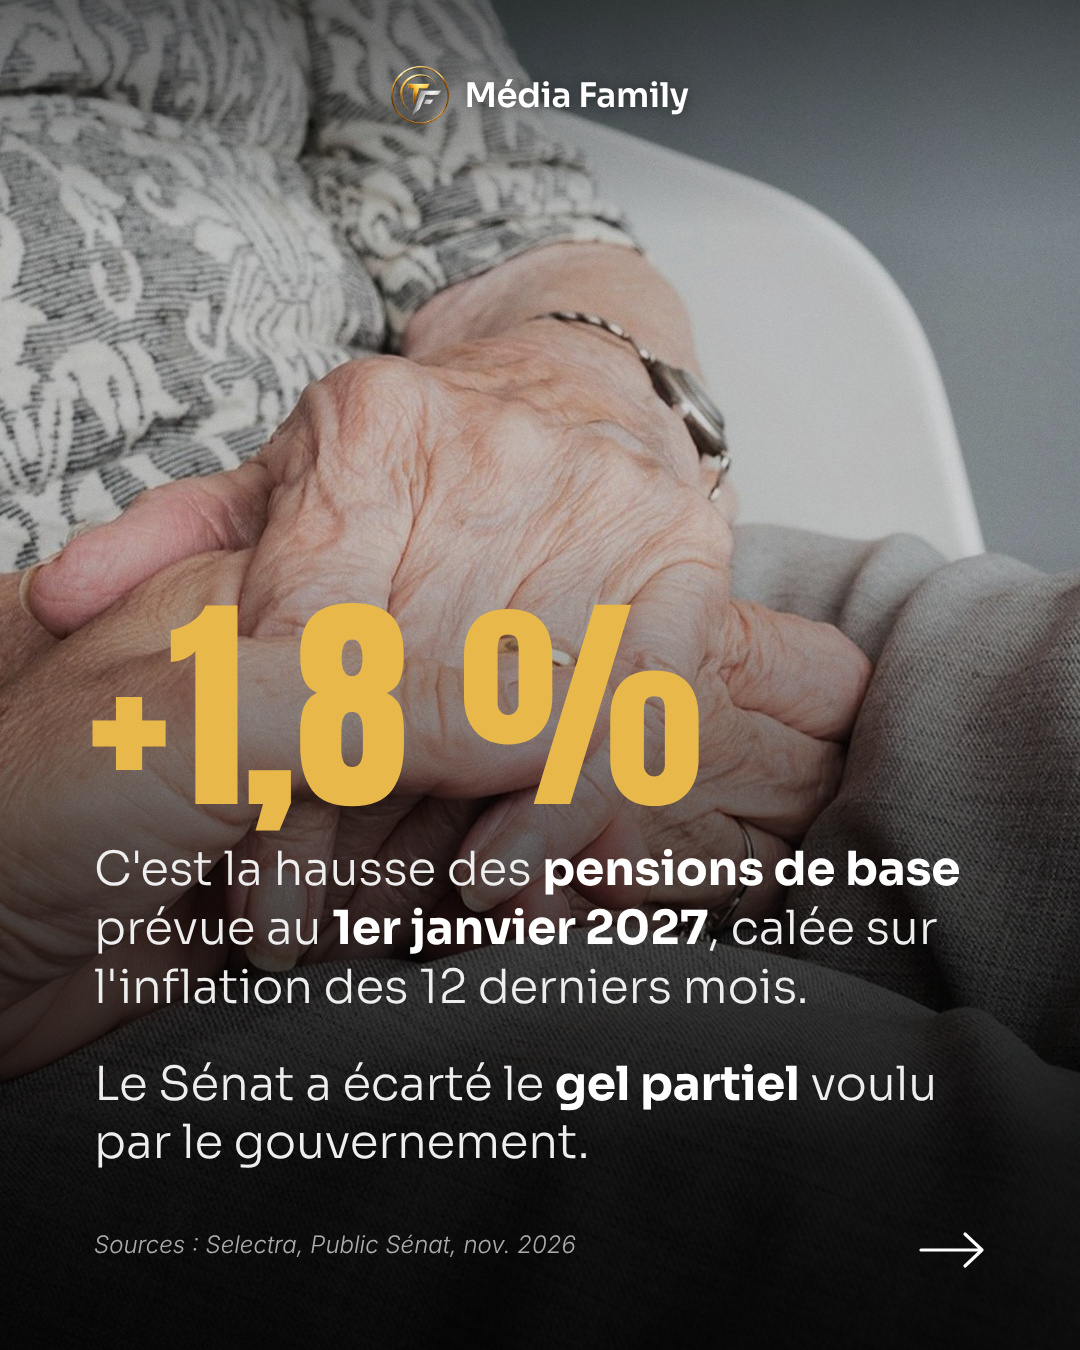 Média Family
+1,8 %
C'est la hausse des pensions de base
prévue au 1er janvier 2027, calée sur
l'inflation des 12 derniers mois.
Le Sénat a écarté le gel partiel voulu
par le gouvernement.
Sources : Selectra, Public Sénat, nov. 2026